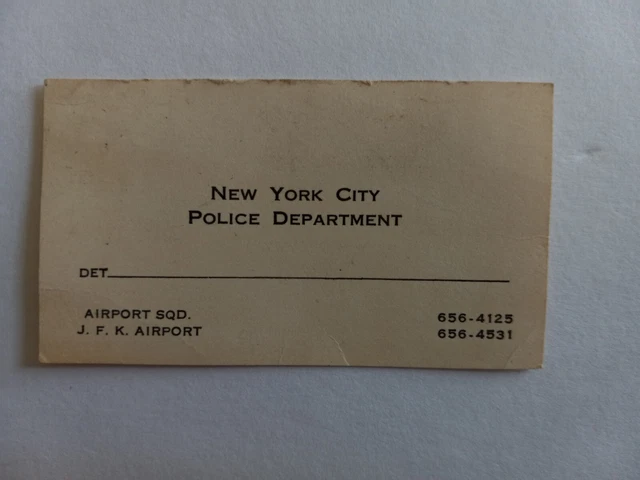 New York City
Police Department
DET.
AIRPORT SQD.
656-4125
J. F. K. AIRPORT
656-4531